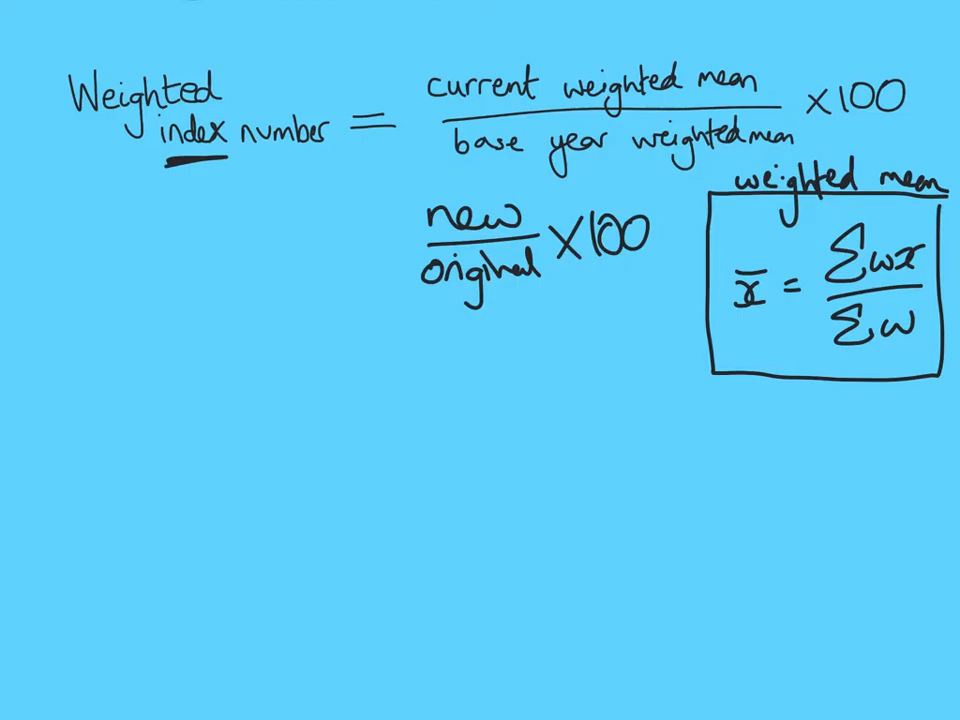 Weighted index number = current weighted mean / base year weighted mean × 100
new / original × 100
weighted mean
x̄ = Σwx / Σw